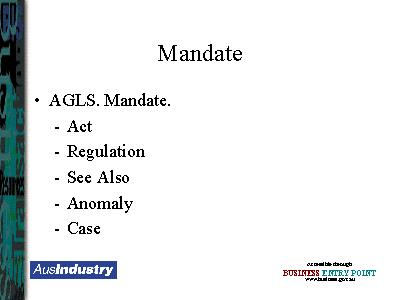 Mandate
• AGLS. Mandate.
- Act
- Regulation
- See Also
- Anomaly
- Case
AusIndustry
Accessible through
BUSINESS ENTRY POINT
www.business.gov.au
Resources